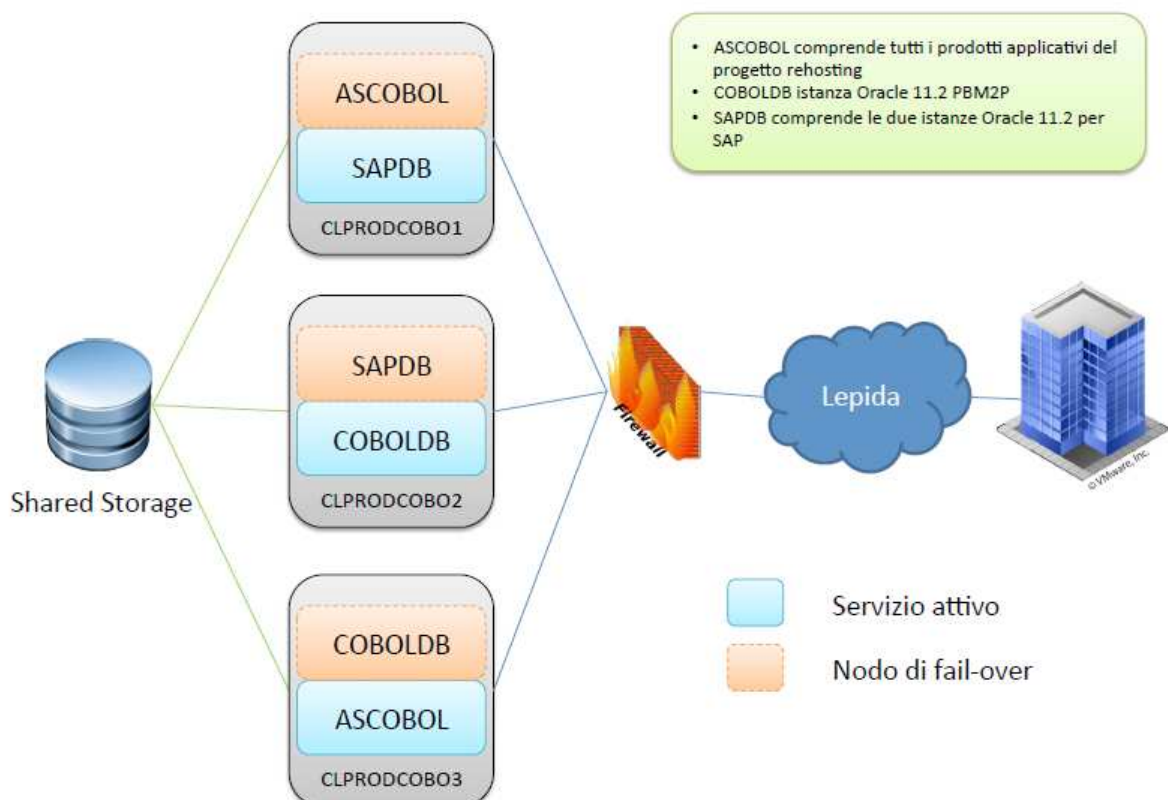 ASCOBOL
SAPDB
CLPRODCOBO1
• ASCOBOL comprende tutti i prodotti applicativi del
progetto rehosting
• COBOLDB istanza Oracle 11.2 PBM2P
• SAPDB comprende le due istanze Oracle 11.2 per
SAP
SAPDB
COBOLDB
CLPRODCOBO2
Shared Storage
Firewall
Lepida
© VMware, Inc.
COBOLDB
ASCOBOL
CLPRODCOBO3
Servizio attivo
Nodo di fail-over